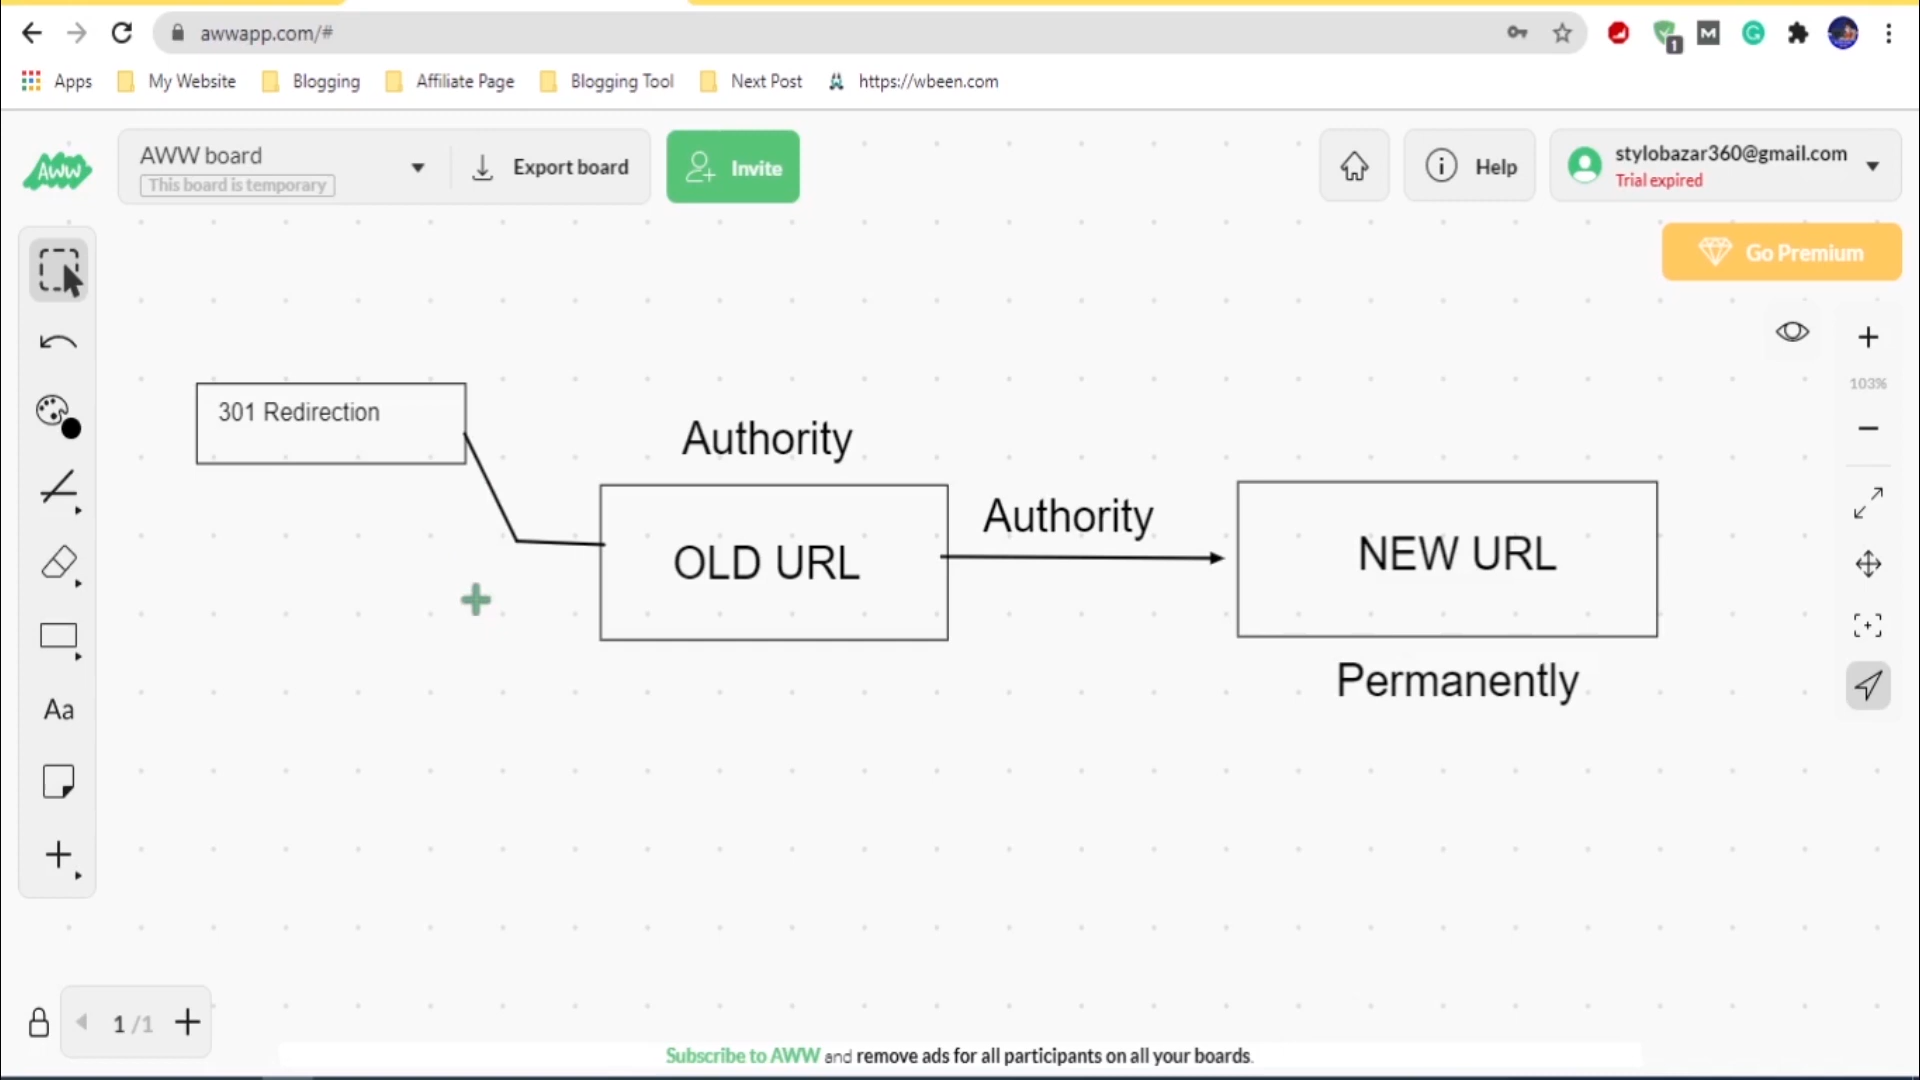 awwapp.com/#
1
M
G
Apps
My Website
Blogging
Affiliate Page
Blogging Tool
Next Post
https://wbeen.com
AWW
AWW board
This board is temporary
Export board
Invite
Help
stylobazar360@gmail.com
Trial expired
Go Premium
103%
301 Redirection
Authority
OLD URL
Authority
NEW URL
Permanently
Aa
1 /1
Subscribe to AWW and remove ads for all participants on all your boards.